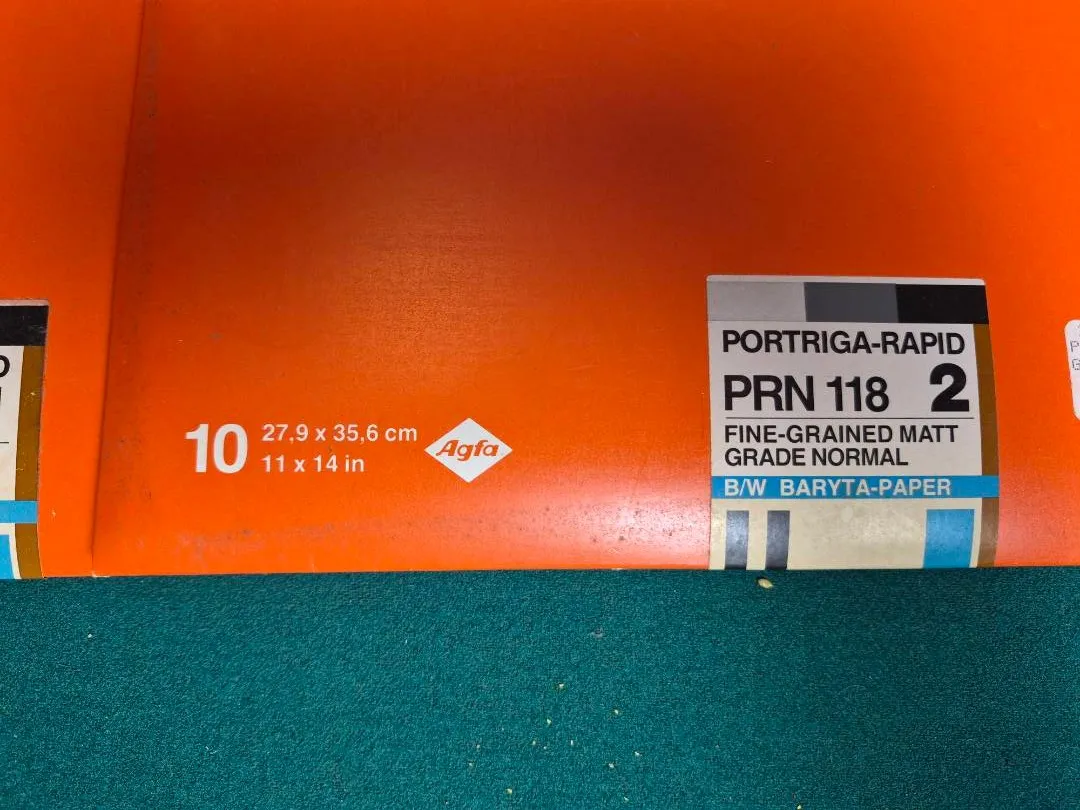 PORTRIGA-RAPID
PRN 118 2
FINE-GRAINED MATT
GRADE NORMAL
B/W BARYTA-PAPER
10 27,9 x 35,6 cm
11 x 14 in
Agfa